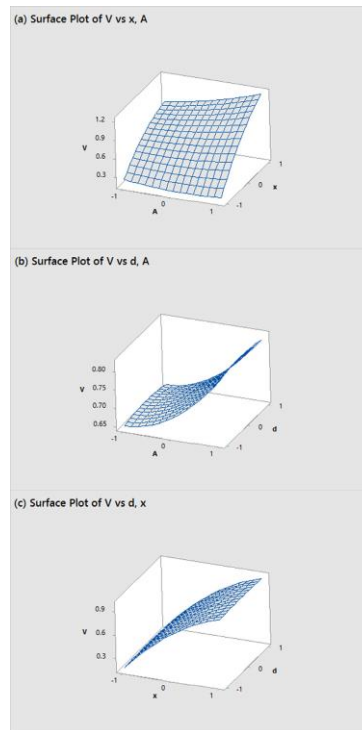 (a) Surface Plot of V vs x, A
1.2
0.9
V
0.6
0.3
1
0
x
-1
0
-1
A
1
(b) Surface Plot of V vs d, A
0.80
0.75
V
0.70
0.65
1
0
d
-1
0
-1
A
1
(c) Surface Plot of V vs d, x
0.9
V
0.6
0.3
1
0
d
-1
0
-1
x
1